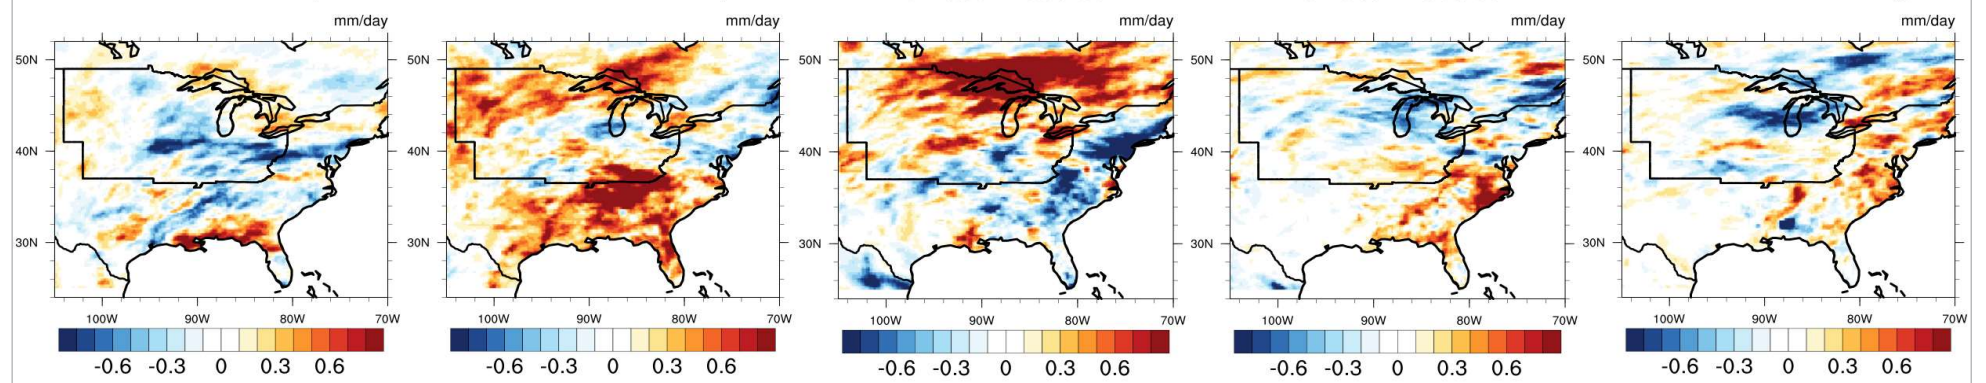 mm/day mm/day mm/day mm/day mm/day
50N 50N 50N 50N 50N
40N 40N 40N 40N 40N
30N 30N 30N 30N 30N
100W 90W 80W 70W 100W 90W 80W 70W 100W 90W 80W 70W 100W 90W 80W 70W 100W 90W 80W 70W
-0.6 -0.3 0 0.3 0.6 -0.6 -0.3 0 0.3 0.6 -0.6 -0.3 0 0.3 0.6 -0.6 -0.3 0 0.3 0.6 -0.6 -0.3 0 0.3 0.6